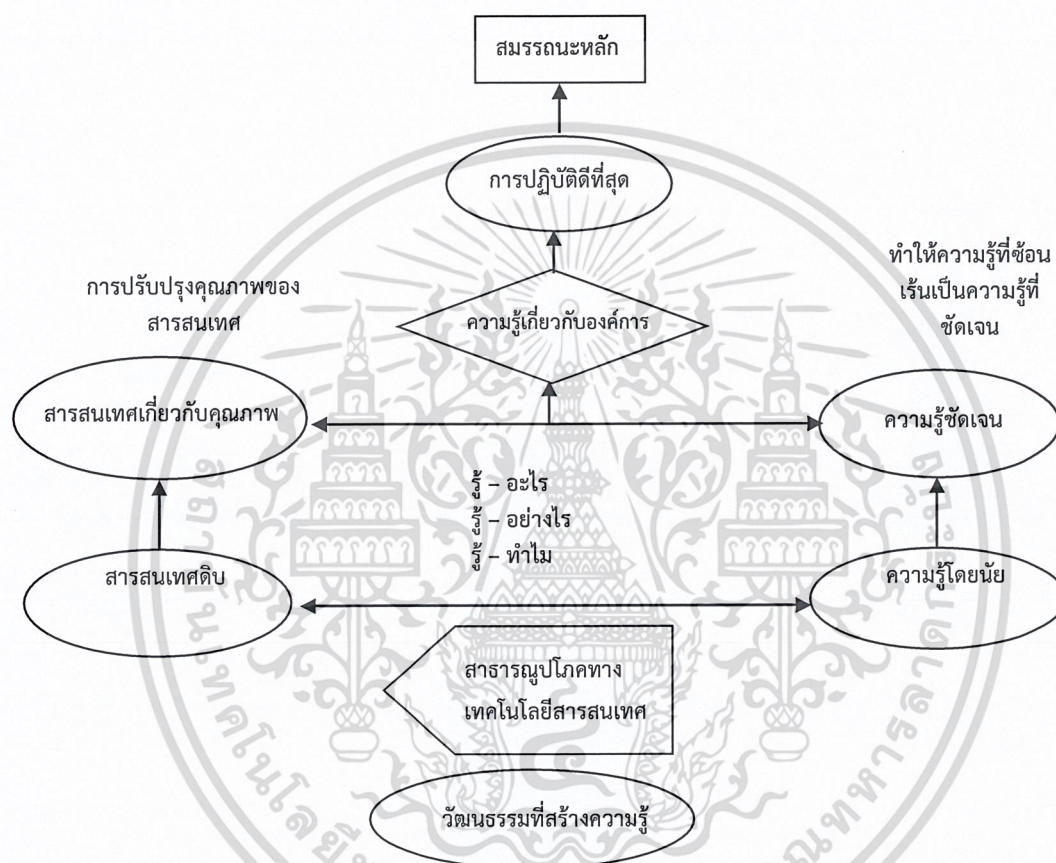 สมรรถนะหลัก
การปฏิบัติดีที่สุด
ทำให้ความรู้ที่ซ้อน
เร้นเป็นความรู้ที่
ชัดเจน
การปรับปรุงคุณภาพของ
สารสนเทศ
ความรู้เกี่ยวกับองค์การ
สารสนเทศเกี่ยวกับคุณภาพ
ความรู้ชัดเจน
รู้ – อะไร
รู้ – อย่างไร
รู้ – ทำไม
สารสนเทศดิบ
ความรู้โดยนัย
สาธารณูปโภคทาง
เทคโนโลยีสารสนเทศ
วัฒนธรรมที่สร้างความรู้